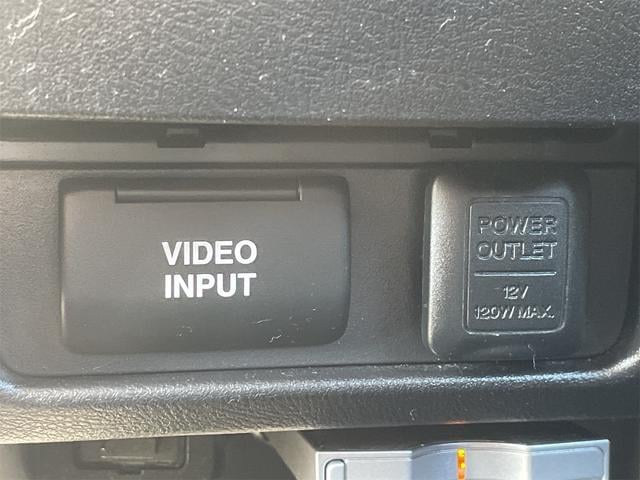 VIDEO
INPUT
POWER
OUTLET
12V
120W MAX.